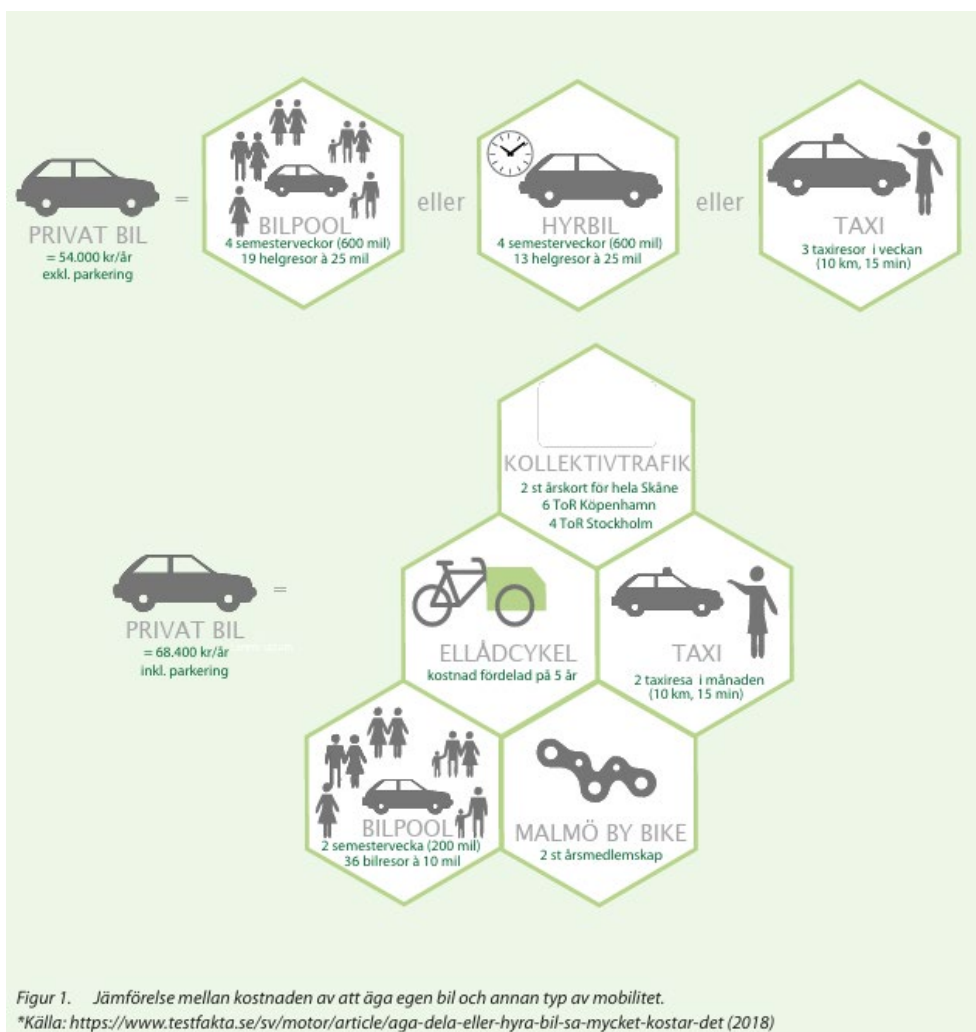 PRIVAT BIL
= 54.000 kr/år
exkl. parkering
=
BILPOOL
4 semesterveckor (600 mil)
19 helgresor à 25 mil
eller
HYRBIL
4 semesterveckor (600 mil)
13 helgresor à 25 mil
eller
TAXI
3 taxiresor i veckan
(10 km, 15 min)
KOLLEKTIVTRAFIK
2 st årskort för hela Skåne
6 ToR Köpenhamn
4 ToR Stockholm
PRIVAT BIL
= 68.400 kr/år
inkl. parkering
=
ELLÅDCYKEL
kostnad fördelad på 5 år
TAXI
2 taxiresa i månaden
(10 km, 15 min)
BILPOOL
2 semestervecka (200 mil)
36 bilresor à 10 mil
MALMÖ BY BIKE
2 st årsmedlemskap
Figur 1. Jämförelse mellan kostnaden av att äga egen bil och annan typ av mobilitet.
*Källa: https://www.testfakta.se/sv/motor/article/aga-dela-eller-hyra-bil-sa-mycket-kostar-det (2018)